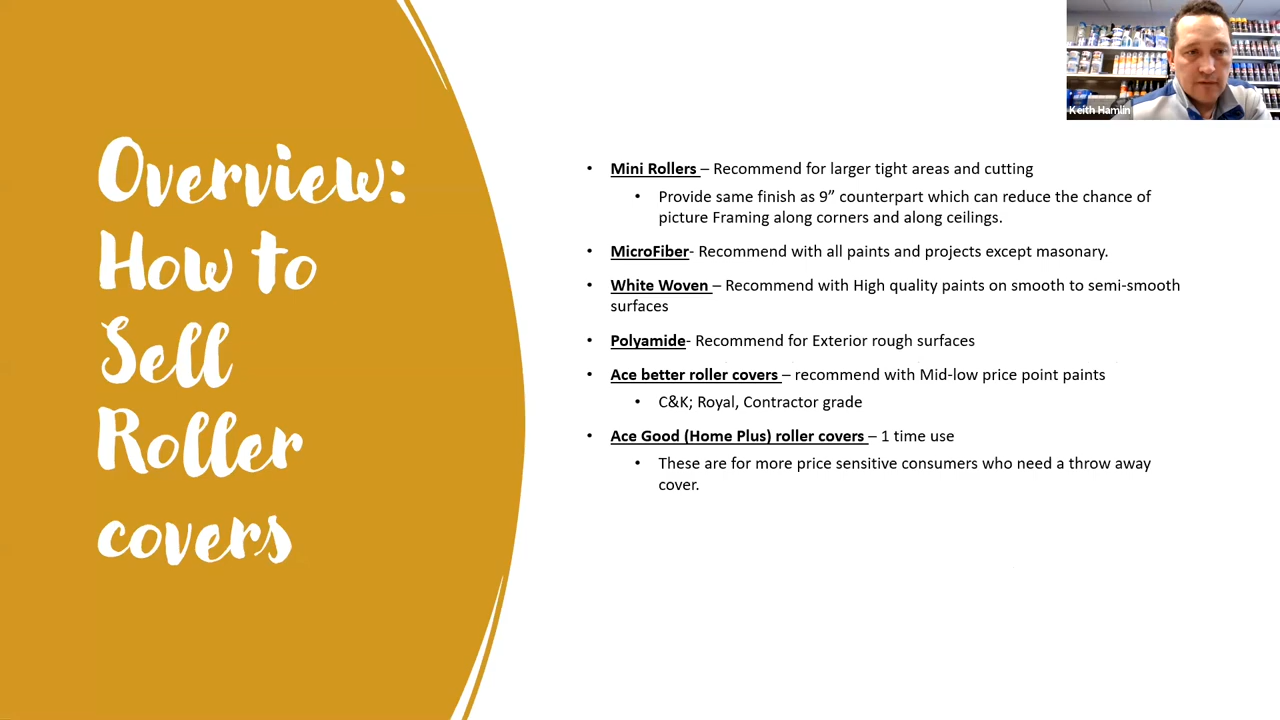 Overview:
How to
Sell
Roller
covers
Keith Hamlin
• Mini Rollers – Recommend for larger tight areas and cutting
• Provide same finish as 9” counterpart which can reduce the chance of
picture Framing along corners and along ceilings.
• MicroFiber- Recommend with all paints and projects except masonary.
• White Woven – Recommend with High quality paints on smooth to semi-smooth
surfaces
• Polyamide- Recommend for Exterior rough surfaces
• Ace better roller covers – recommend with Mid-low price point paints
• C&K; Royal, Contractor grade
• Ace Good (Home Plus) roller covers – 1 time use
• These are for more price sensitive consumers who need a throw away
cover.